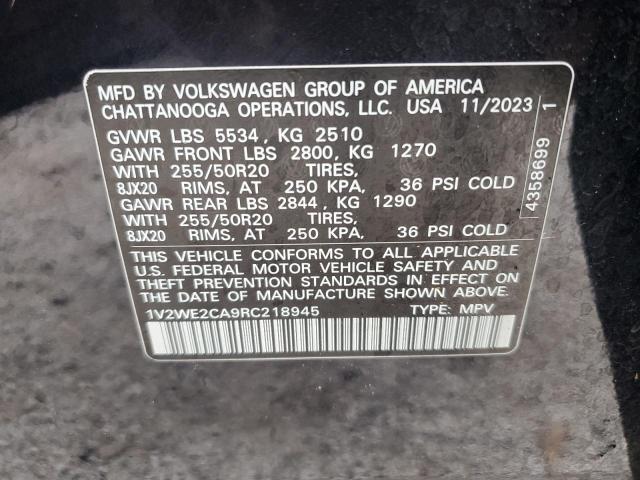 MFD BY VOLKSWAGEN GROUP OF AMERICA
CHATTANOOGA OPERATIONS, LLC. USA 11/2023
GVWR LBS 5534 , KG 2510
GAWR FRONT LBS 2800, KG 1270
WITH 255/50R20 TIRES,
8JX20 RIMS, AT 250 KPA, 36 PSI COLD
GAWR REAR LBS 2844 , KG 1290
WITH 255/50R20 TIRES,
8JX20 RIMS, AT 250 KPA, 36 PSI COLD
THIS VEHICLE CONFORMS TO ALL APPLICABLE
U.S. FEDERAL MOTOR VEHICLE SAFETY AND
THEFT PREVENTION STANDARDS IN EFFECT ON
THE DATE OF MANUFACTURE SHOWN ABOVE.
1V2WE2CA9RC218945 TYPE: MPV
4358699 1